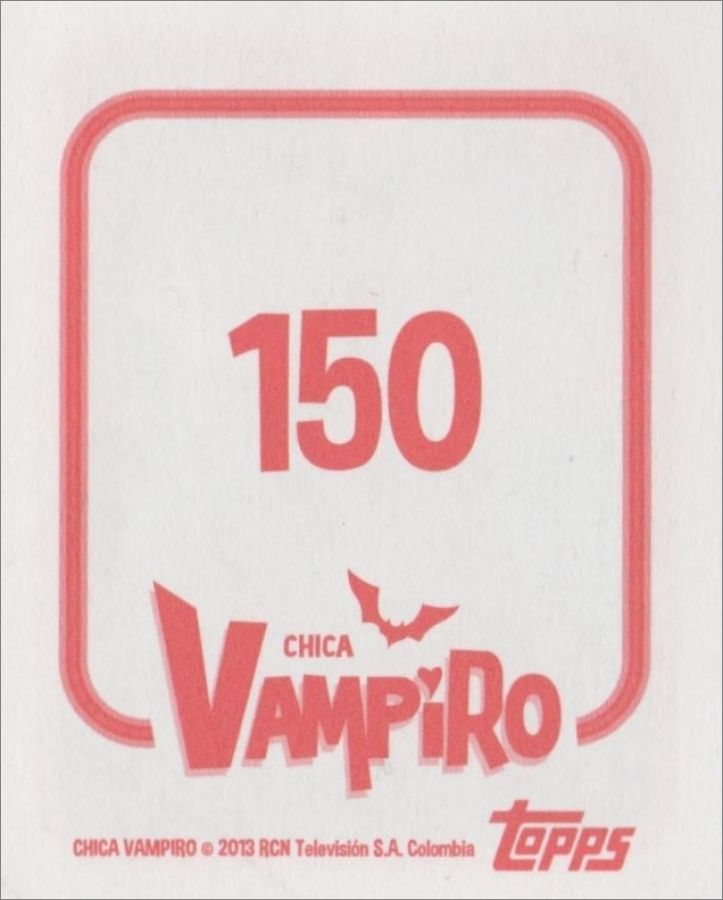 150
CHICA
VAMPiRO
CHICA VAMPIRO © 2013 RCN Televisión S.A. Colombia
Topps